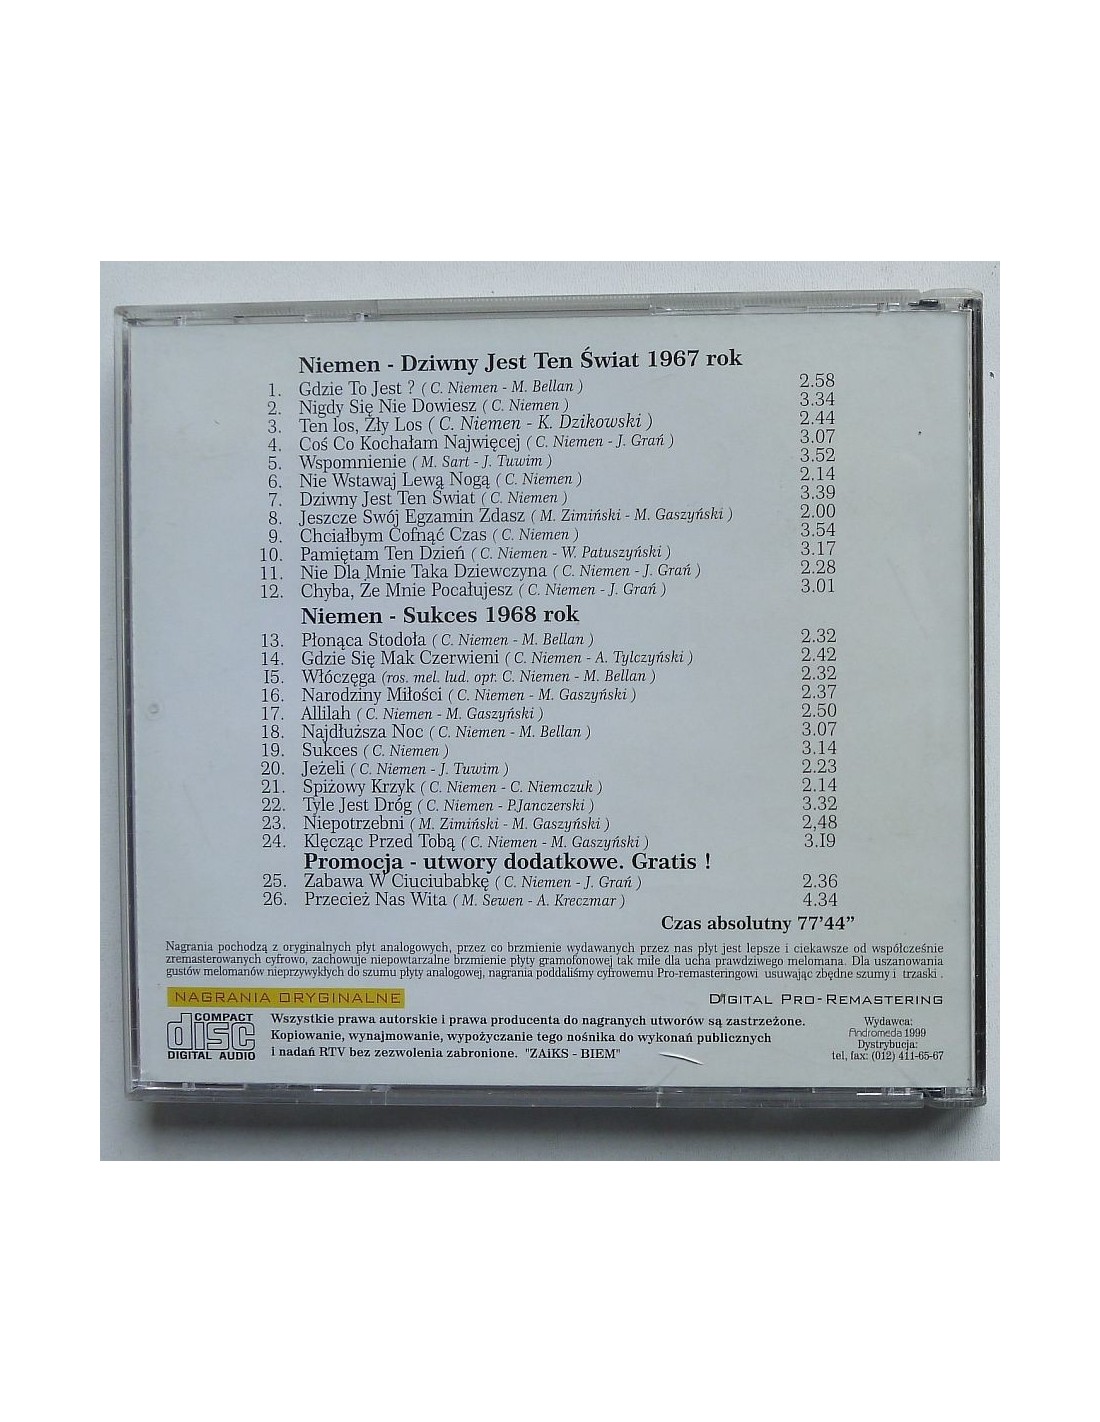 Niemen - Dziwny Jest Ten Świat 1967 rok
1. Gdzie To Jest ? ( C. Niemen - M. Bellan ) 2.58
2. Nigdy Się Nie Dowiesz ( C. Niemen ) 3.34
3. Ten los, Zły Los ( C. Niemen - K. Dzikowski ) 2.44
4. Coś Co Kochałam Najwięcej ( C. Niemen - J. Grań ) 3.07
5. Wspomnienie ( M. Sart - J. Tuwim ) 3.52
6. Nie Wstawaj Lewą Nogą ( C. Niemen ) 2.14
7. Dziwny Jest Ten Świat ( C. Niemen ) 3.39
8. Jeszcze Swój Egzamin Zdasz ( M. Zimiński - M. Gaszyński ) 2.00
9. Chciałbym Cofnąć Czas ( C. Niemen ) 3.54
10. Pamiętam Ten Dzień ( C. Niemen - W. Patuszyński ) 3.17
11. Nie Dla Mnie Taka Dziewczyna ( C. Niemen - J. Grań ) 2.28
12. Chyba, Że Mnie Pocałujesz ( C. Niemen - J. Grań ) 3.01
Niemen - Sukces 1968 rok
13. Płonąca Stodoła ( C. Niemen - M. Bellan ) 2.32
14. Gdzie Się Mak Czerwieni ( C. Niemen - A. Tylczyński ) 2.42
I5. Włóczęga (ros. mel. lud. opr. C. Niemen - M. Bellan ) 2.32
16. Narodziny Miłości ( C. Niemen - M. Gaszyński ) 2.37
17. Allilah ( C. Niemen - M. Gaszyński ) 2.50
18. Najdłuższa Noc ( C. Niemen - M. Bellan ) 3.07
19. Sukces ( C. Niemen ) 3.14
20. Jeżeli ( C. Niemen - J. Tuwim ) 2.23
21. Spiżowy Krzyk ( C. Niemen - C. Niemczuk ) 2.14
22. Tyle Jest Dróg ( C. Niemen - P.Janczerski ) 3.32
23. Niepotrzebni ( M. Zimiński - M. Gaszyński ) 2,48
24. Klęcząc Przed Tobą ( C. Niemen - M. Gaszyński ) 3.I9
Promocja - utwory dodatkowe. Gratis !
25. Zabawa W Ciuciubabkę ( C. Niemen - J. Grań ) 2.36
26. Przecież Nas Wita ( M. Sewen - A. Kreczmar ) 4.34
Czas absolutny 77'44"
Nagrania pochodzą z oryginalnych płyt analogowych, przez co brzmienie wydawanych przez nas płyt jest lepsze i ciekawsze od współcześnie
zremasterowanych cyfrowo, zachowuje niepowtarzalne brzmienie płyty gramofonowej tak miłe dla ucha prawdziwego melomana. Dla uszanowania
gustów melomanów nieprzywykłych do szumu płyty analogowej, nagrania poddaliśmy cyfrowemu Pro-remasteringowi usuwając zbędne szumy i trzaski .
NAGRANIA ORYGINALNE
DIGITAL PRO-REMASTERING
COMPACT
disc
DIGITAL AUDIO
Wszystkie prawa autorskie i prawa producenta do nagranych utworów są zastrzeżone.
Kopiowanie, wynajmowanie, wypożyczanie tego nośnika do wykonań publicznych
i nadań RTV bez zezwolenia zabronione. "ZAiKS - BIEM"
Wydawca:
Andromeda 1999
Dystrybucja:
tel, fax: (012) 411-65-67